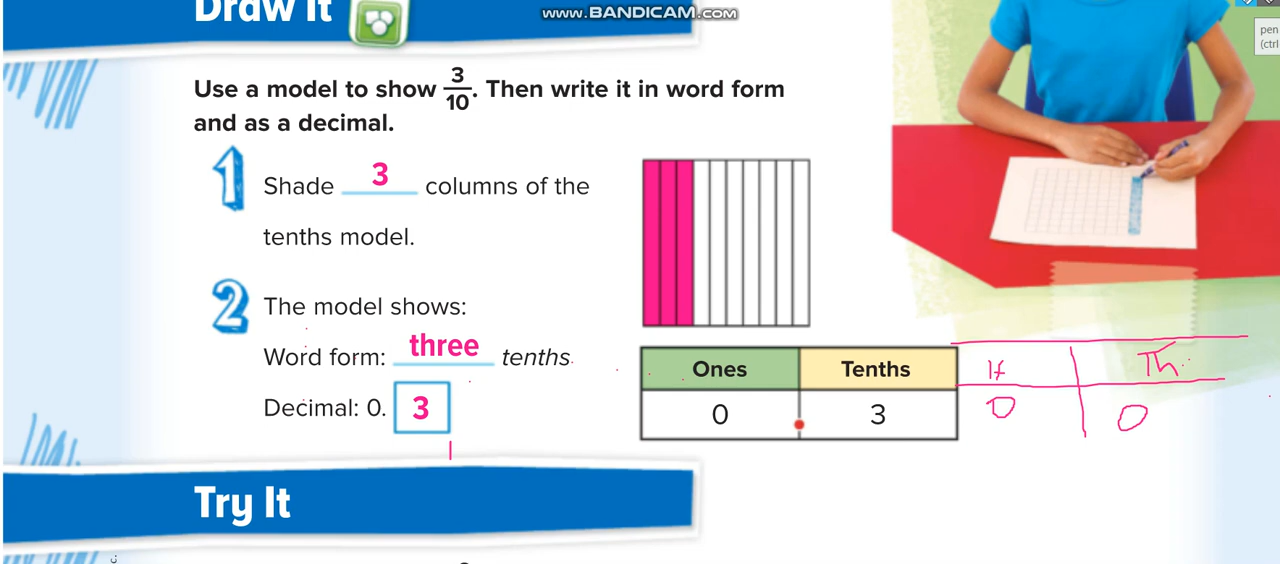 Draw It
www.BANDICAM.com
pen
(ctrl
Use a model to show 3/10. Then write it in word form
and as a decimal.
1 Shade 3 columns of the
tenths model.
2 The model shows:
Word form: three tenths
Decimal: 0. 3
Ones Tenths Th
0 . 3 0 0
Try It
c.